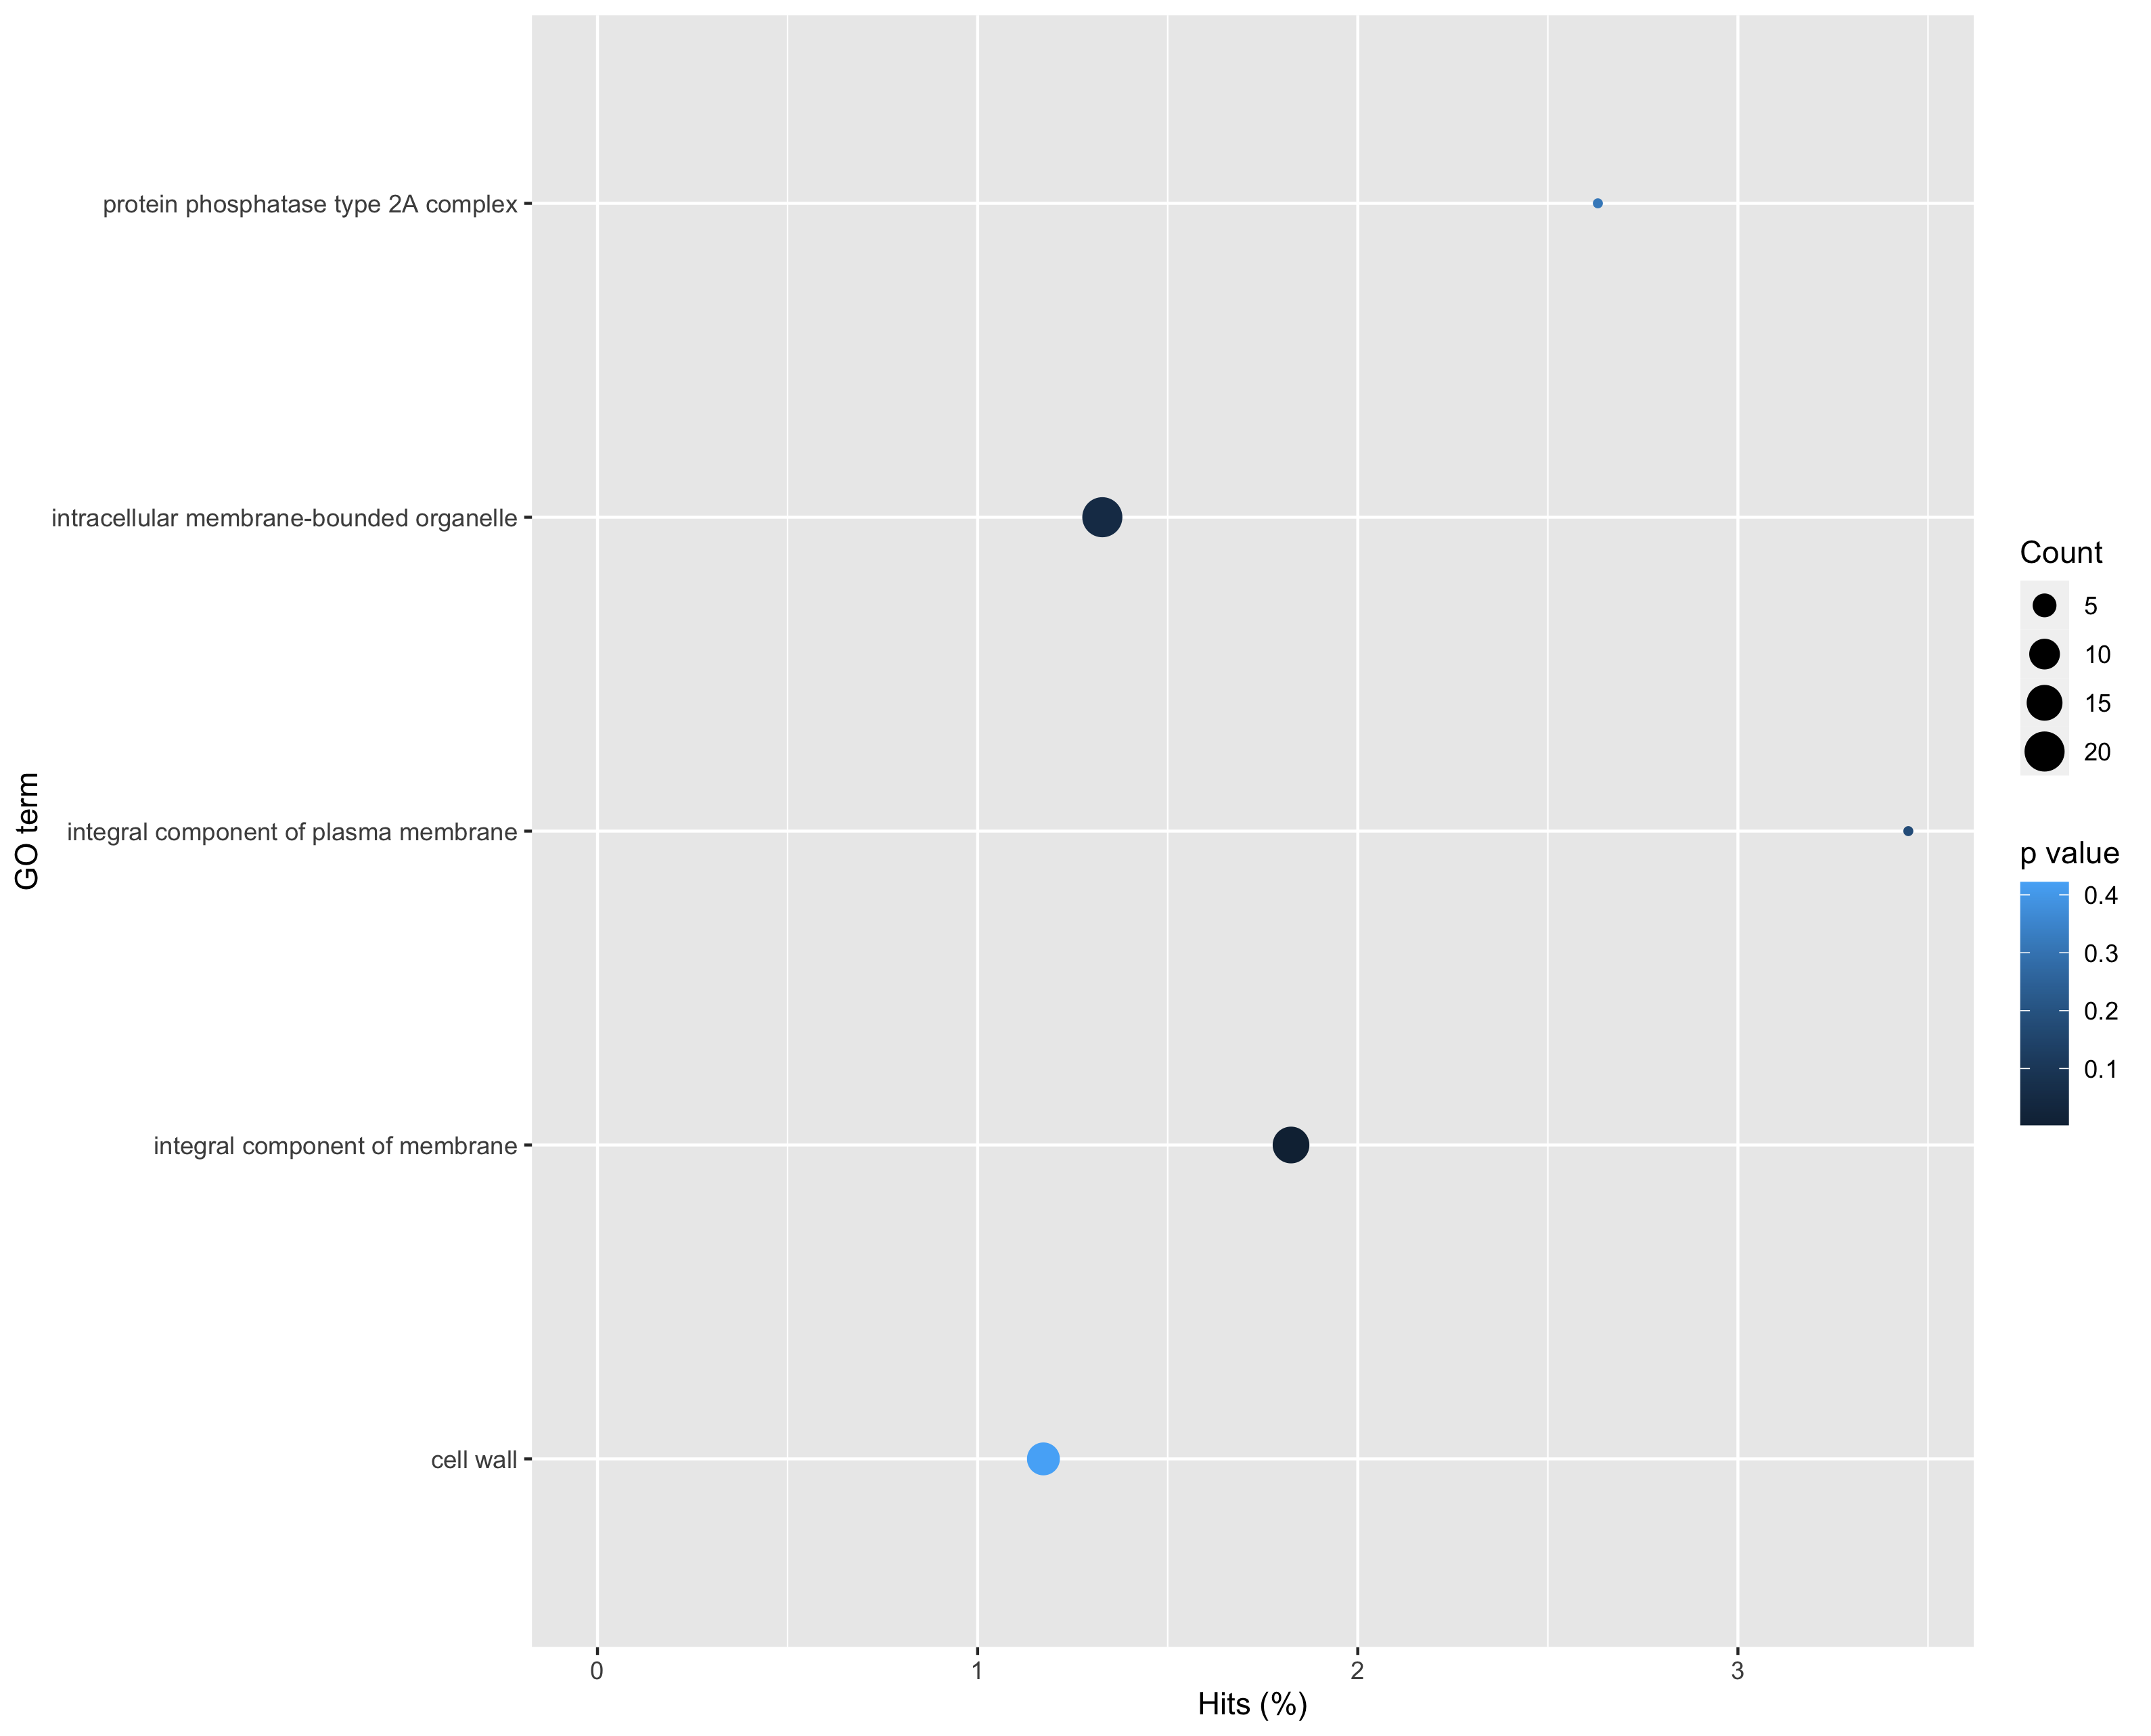 GO term
protein phosphatase type 2A complex
intracellular membrane-bounded organelle
integral component of plasma membrane
integral component of membrane
cell wall
0 1 2 3
Hits (%)
Count
5
10
15
20
p value
0.4
0.3
0.2
0.1